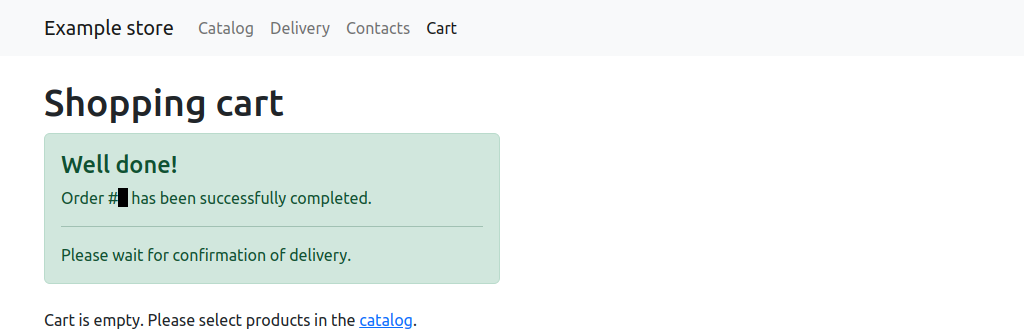 Example store Catalog Delivery Contacts Cart
Shopping cart
Well done!
Order # has been successfully completed.
Please wait for confirmation of delivery.
Cart is empty. Please select products in the catalog.